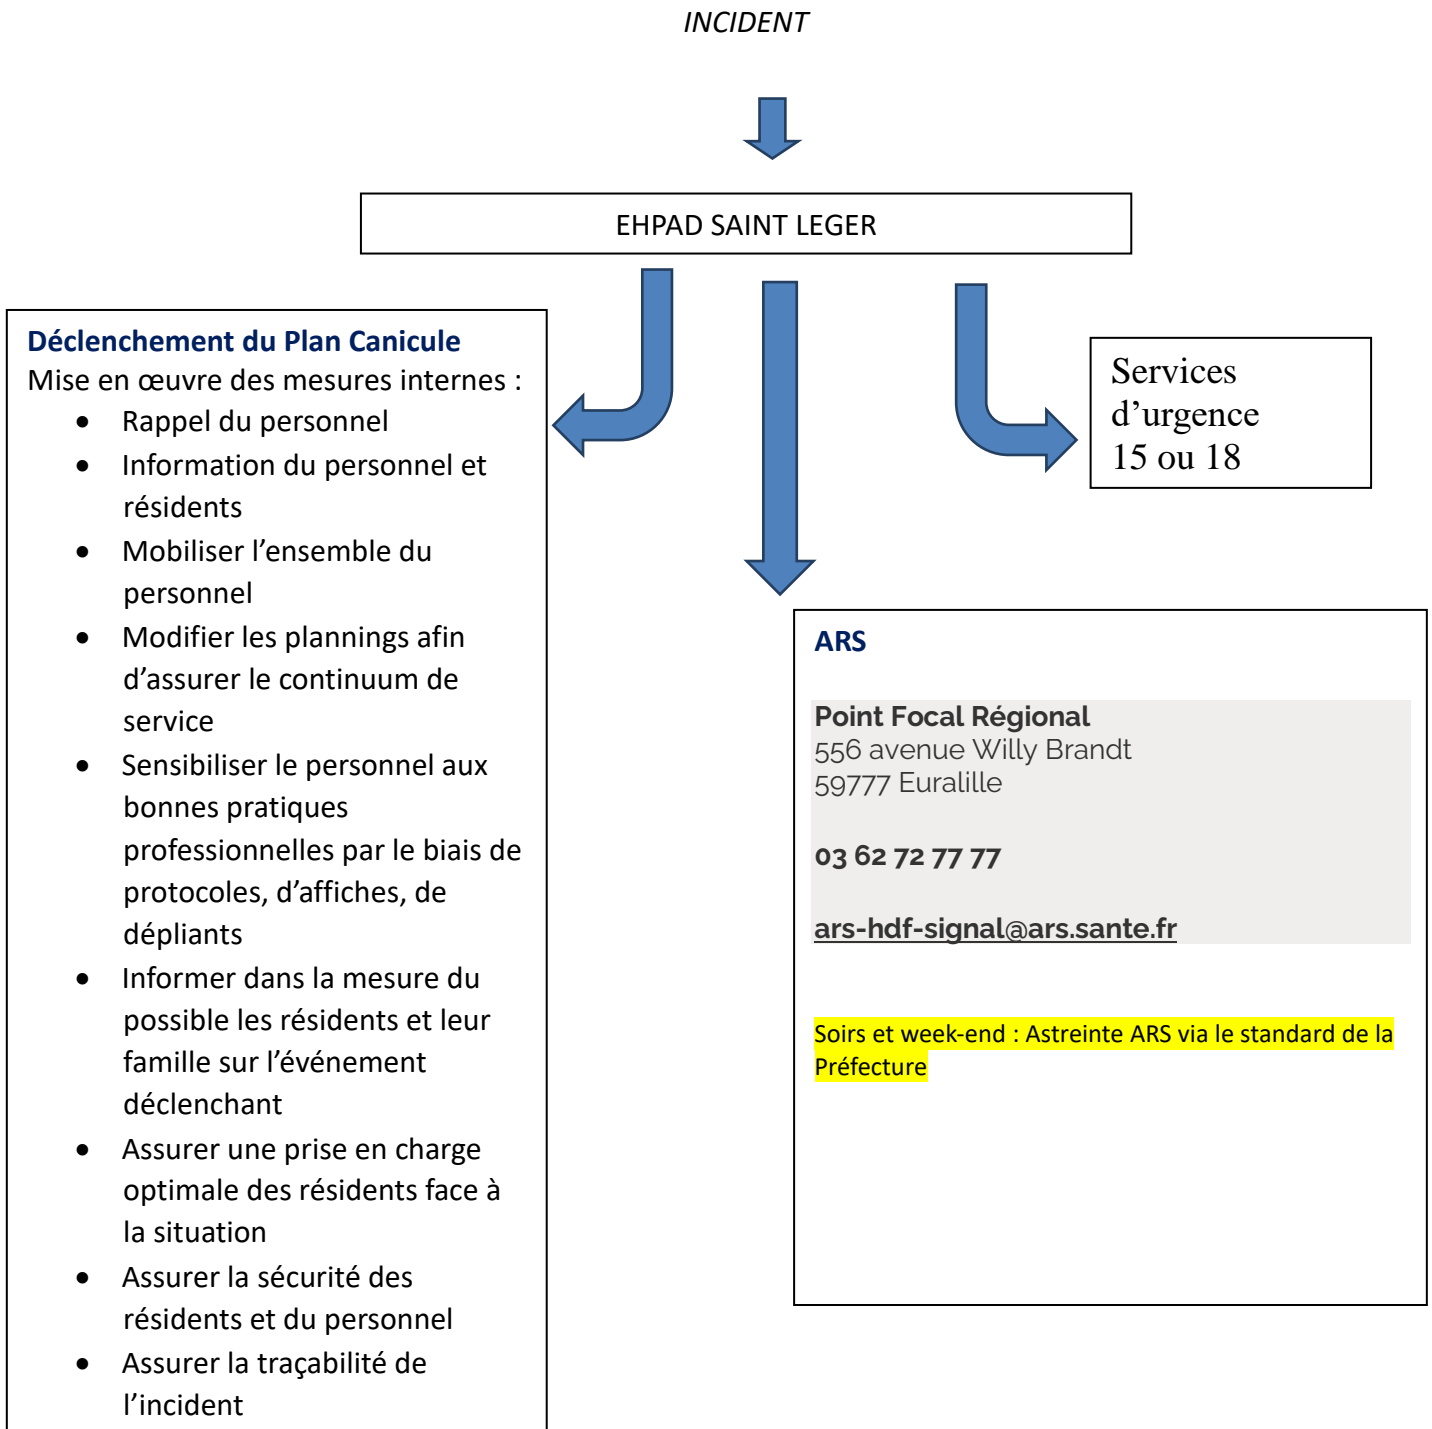 INCIDENT
EHPAD SAINT LEGER
Déclenchement du Plan Canicule
Mise en œuvre des mesures internes :
• Rappel du personnel
• Information du personnel et
résidents
• Mobiliser l’ensemble du
personnel
• Modifier les plannings afin
d’assurer le continuum de
service
• Sensibiliser le personnel aux
bonnes pratiques
professionnelles par le biais de
protocoles, d’affiches, de
dépliants
• Informer dans la mesure du
possible les résidents et leur
famille sur l’événement
déclenchant
• Assurer une prise en charge
optimale des résidents face à
la situation
• Assurer la sécurité des
résidents et du personnel
• Assurer la traçabilité de
l’incident
Services
d’urgence
15 ou 18
ARS
Point Focal Régional
556 avenue Willy Brandt
59777 Euralille
03 62 72 77 77
ars-hdf-signal@ars.sante.fr
Soirs et week-end : Astreinte ARS via le standard de la
Préfecture